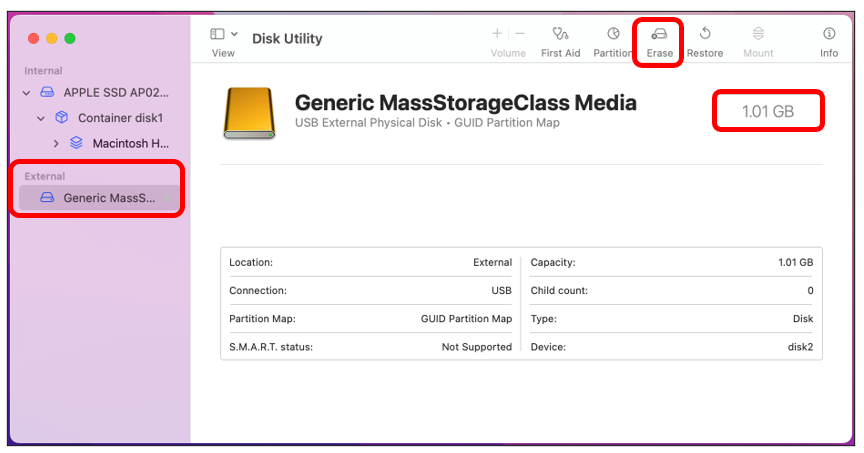 View
Disk Utility
Volume
First Aid
Partition
Erase
Restore
Mount
Info
Internal
APPLE SSD AP02...
Container disk1
Macintosh H...
External
Generic MassS...
Generic MassStorageClass Media
USB External Physical Disk • GUID Partition Map
1.01 GB
Location: External
Connection: USB
Partition Map: GUID Partition Map
S.M.A.R.T. status: Not Supported
Capacity: 1.01 GB
Child count: 0
Type: Disk
Device: disk2